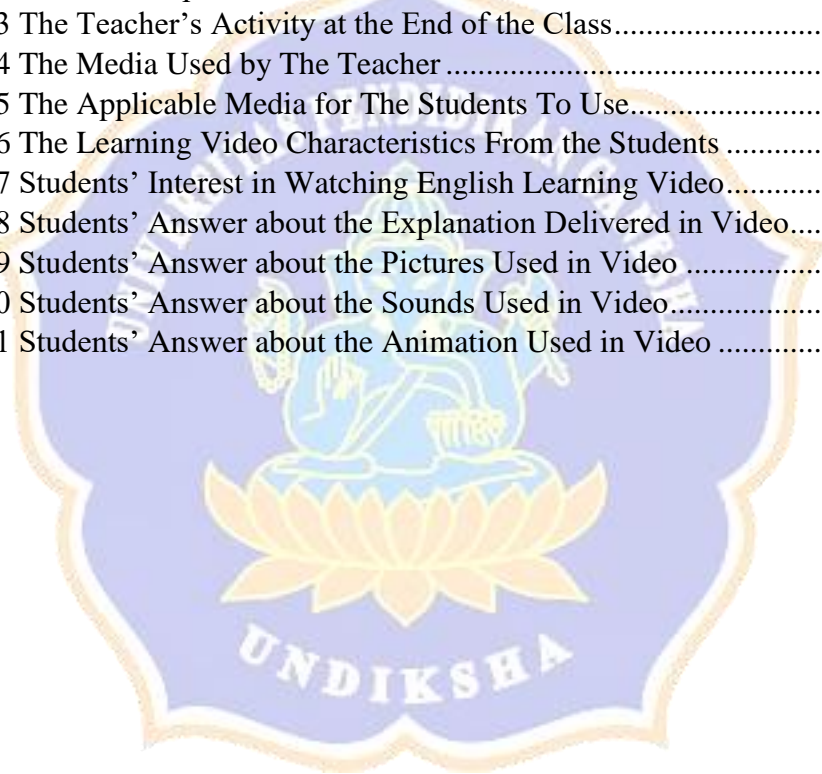 3 The Teacher’s Activity at the End of the Class........................
4 The Media Used by The Teacher.............................................
5 The Applicable Media for The Students To Use......................
6 The Learning Video Characteristics From the Students ............
7 Students’ Interest in Watching English Learning Video............
8 Students’ Answer about the Explanation Delivered in Video....
9 Students’ Answer about the Pictures Used in Video ................
0 Students’ Answer about the Sounds Used in Video..................
1 Students’ Answer about the Animation Used in Video .............
UNIVERSITAS PENDIDIKAN GANESHA
UNDIKSHA